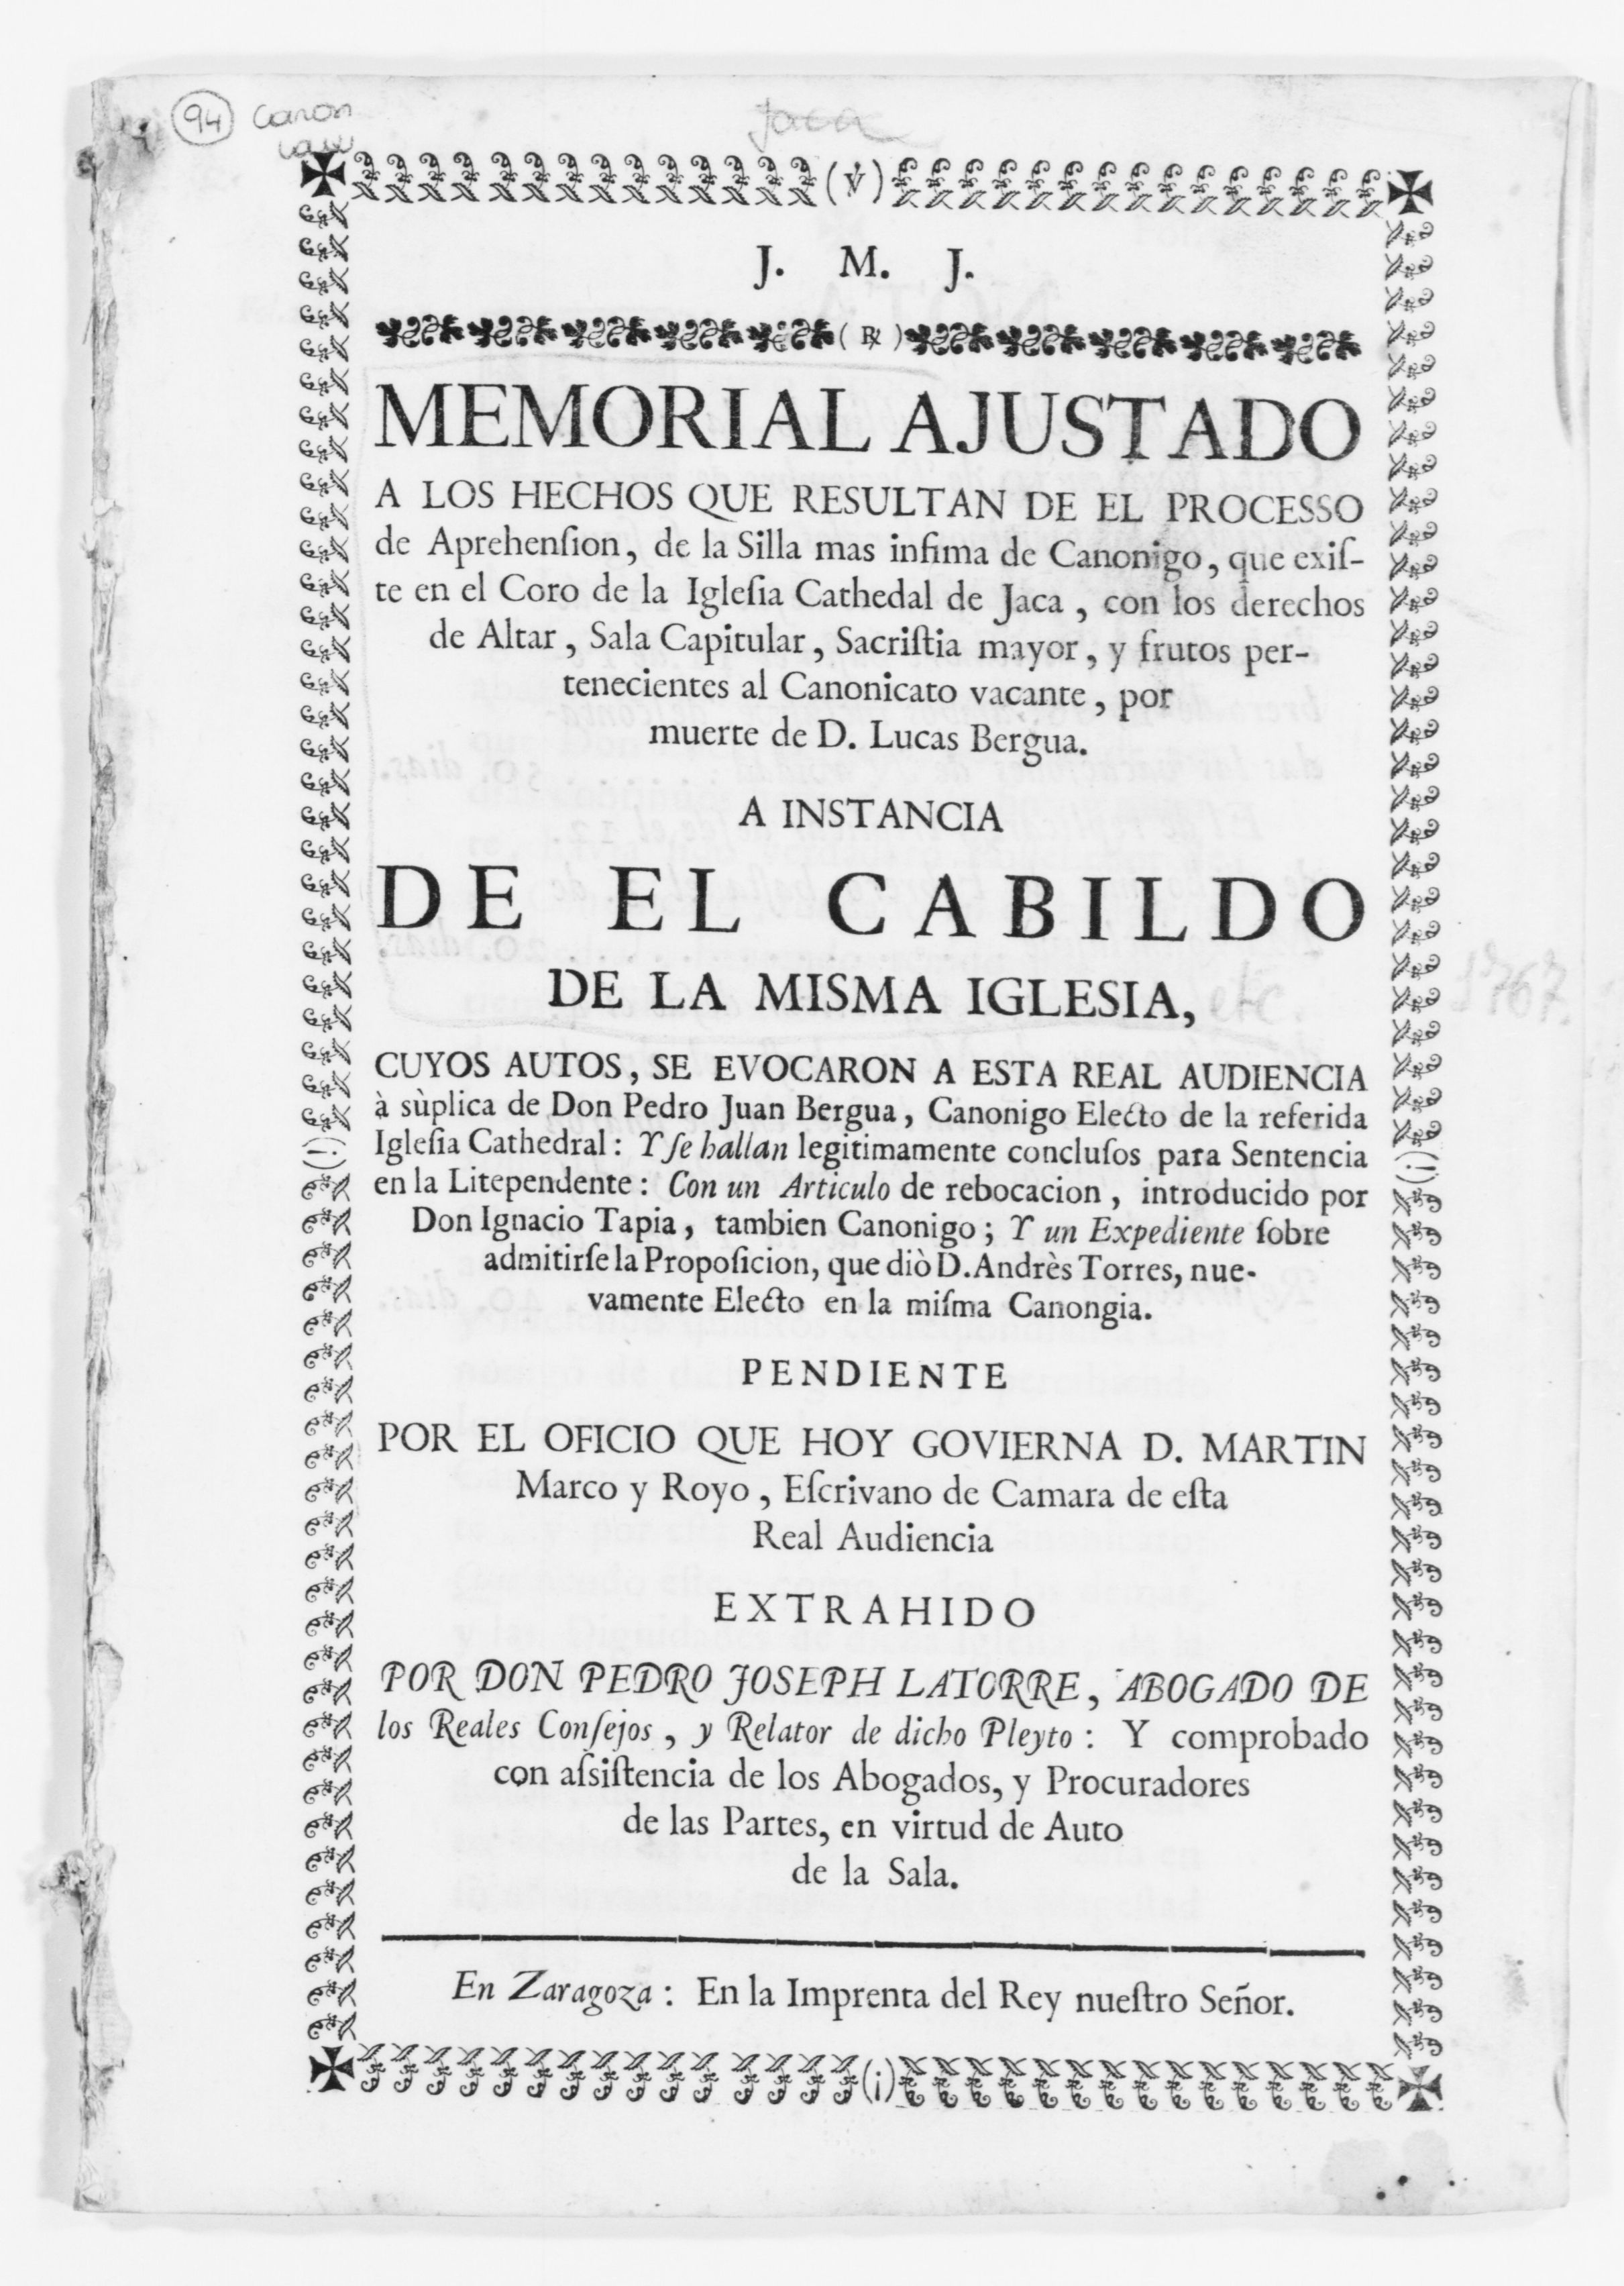 94 Canon
Law
Jaca
(V)
J. M. J.
MEMORIAL AJUSTADO
A LOS HECHOS QUE RESULTAN DE EL PROCESSO
de Aprehenſion, de la Silla mas infima de Canonigo, que exiſ-
te en el Coro de la Igleſia Cathedal de Jaca, con los derechos
de Altar, Sala Capitular, Sacriſtia mayor, y frutos per-
tenecientes al Canonicato vacante, por
muerte de D. Lucas Bergua.
A INSTANCIA
DE EL CABILDO
DE LA MISMA IGLESIA, etc.
1767.
CUYOS AUTOS, SE EVOCARON A ESTA REAL AUDIENCIA
à sùplica de Don Pedro Juan Bergua, Canonigo Electo de la referida
Igleſia Cathedral: Y ſe hallan legitimamente concluſos para Sentencia
en la Litependente: Con un Articulo de rebocacion, introducido por
Don Ignacio Tapia, tambien Canonigo; Y un Expediente ſobre
admitirſe la Propoſicion, que diò D. Andrès Torres, nue-
vamente Electo en la miſma Canongia.
PENDIENTE
POR EL OFICIO QUE HOY GOVIERNA D. MARTIN
Marco y Royo, Eſcrivano de Camara de eſta
Real Audiencia
EXTRAHIDO
POR DON PEDRO JOSEPH LATORRE, ABOGADO DE
los Reales Conſejos, y Relator de dicho Pleyto: Y comprobado
con aſsiſtencia de los Abogados, y Procuradores
de las Partes, en virtud de Auto
de la Sala.
En Zaragoza: En la Imprenta del Rey nueſtro Señor.